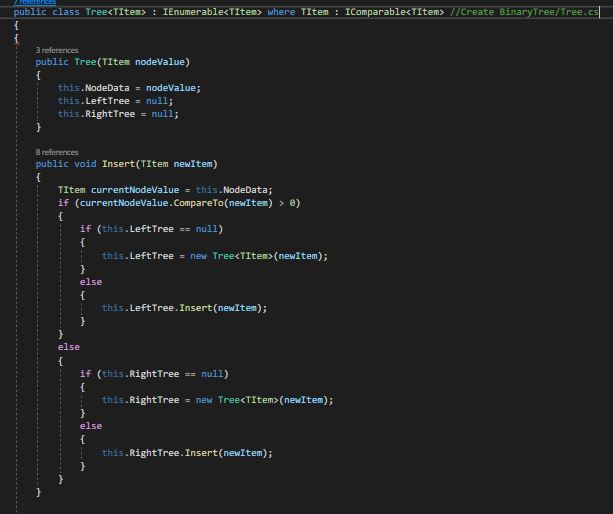 7 references
public class Tree<TItem> : IEnumerable<TItem> where TItem : IComparable<TItem> //Create BinaryTree/Tree.cs
{
{
3 references
public Tree(TItem nodeValue)
{
this.NodeData = nodeValue;
this.LeftTree = null;
this.RightTree = null;
}
8 references
public void Insert(TItem newItem)
{
TItem currentNodeValue = this.NodeData;
if (currentNodeValue.CompareTo(newItem) > 0)
{
if (this.LeftTree == null)
{
this.LeftTree = new Tree<TItem>(newItem);
}
else
{
this.LeftTree.Insert(newItem);
}
}
else
{
if (this.RightTree == null)
{
this.RightTree = new Tree<TItem>(newItem);
}
else
{
this.RightTree.Insert(newItem);
}
}
}